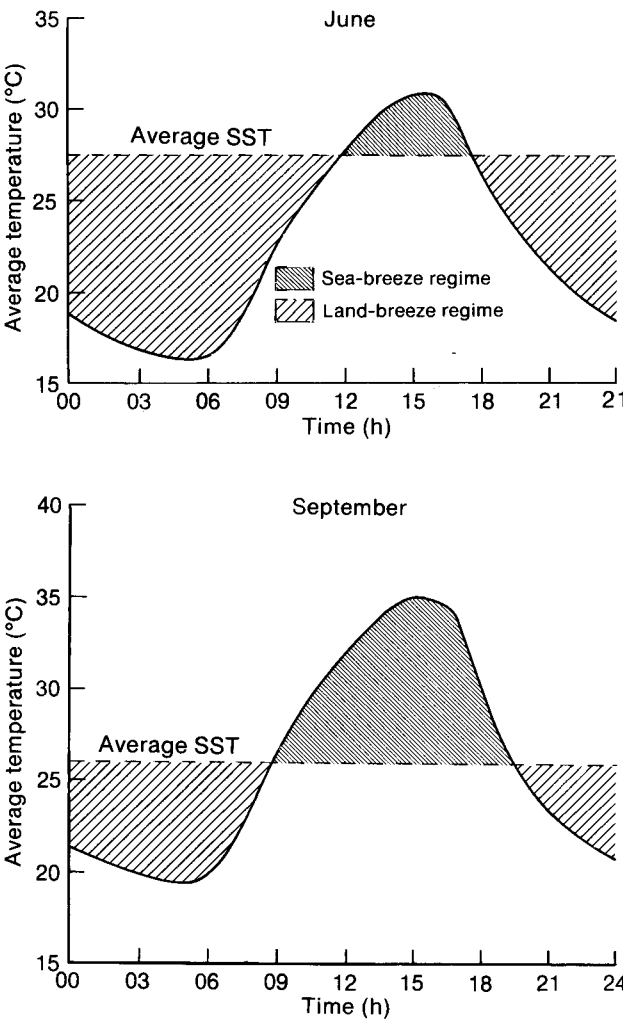 June
35
30
25
20
15
Average temperature (°C)
Average SST
Sea-breeze regime
Land-breeze regime
00 03 06 09 12 15 18 21 21
Time (h)
September
40
35
30
25
20
15
Average temperature (°C)
Average SST
00 03 06 09 12 15 18 21 24
Time (h)